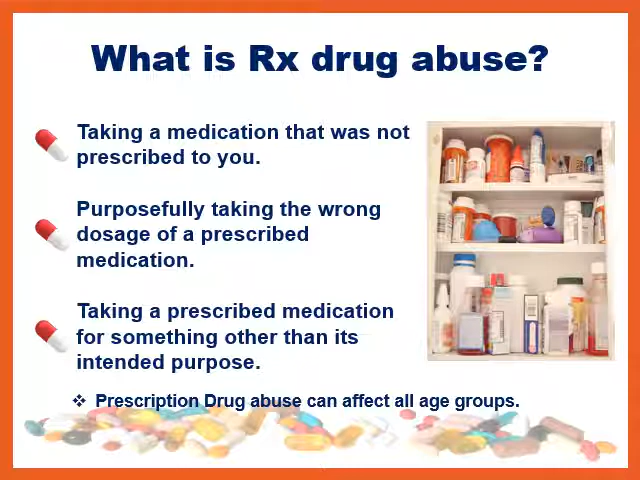 What is Rx drug abuse?
Taking a medication that was not
prescribed to you.
Purposefully taking the wrong
dosage of a prescribed
medication.
Taking a prescribed medication
for something other than its
intended purpose.
Prescription Drug abuse can affect all age groups.